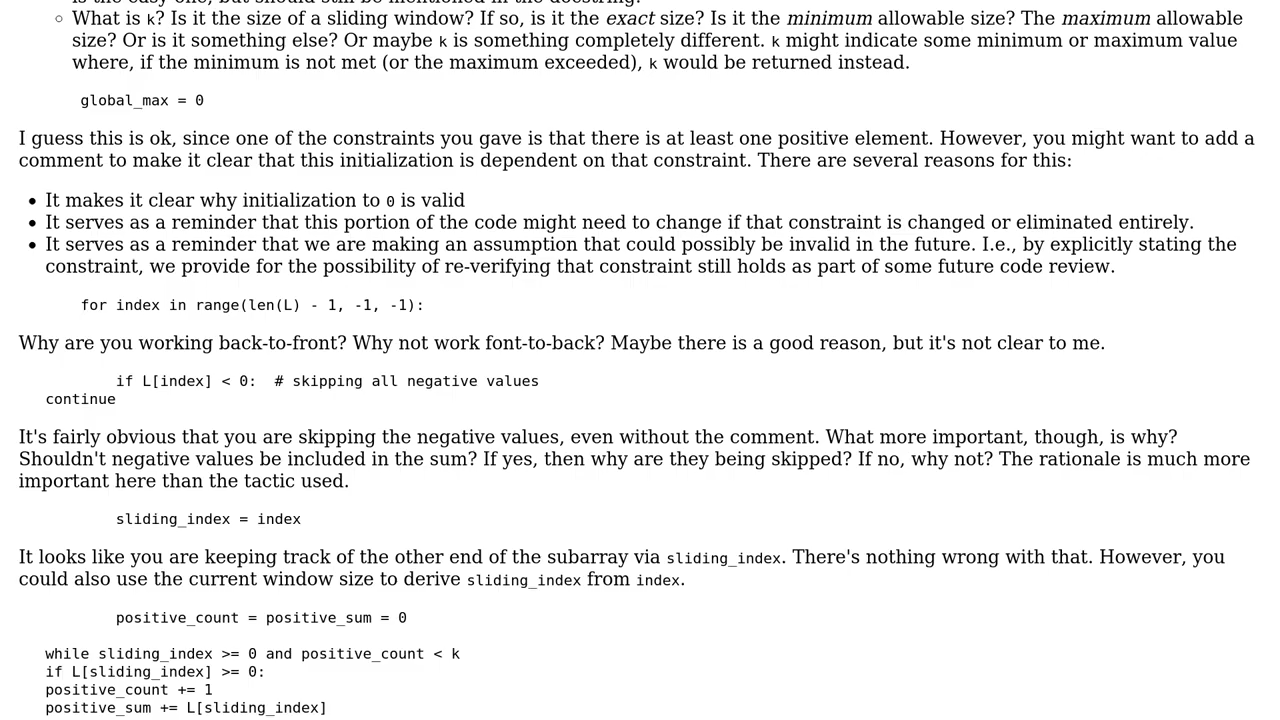 What is k? Is it the size of a sliding window? If so, is it the exact size? Is it the minimum allowable size? The maximum allowable
size? Or is it something else? Or maybe k is something completely different. k might indicate some minimum or maximum value
where, if the minimum is not met (or the maximum exceeded), k would be returned instead.
global_max = 0
I guess this is ok, since one of the constraints you gave is that there is at least one positive element. However, you might want to add a
comment to make it clear that this initialization is dependent on that constraint. There are several reasons for this:
It makes it clear why initialization to 0 is valid
It serves as a reminder that this portion of the code might need to change if that constraint is changed or eliminated entirely.
It serves as a reminder that we are making an assumption that could possibly be invalid in the future. I.e., by explicitly stating the
constraint, we provide for the possibility of re-verifying that constraint still holds as part of some future code review.
for index in range(len(L) - 1, -1, -1):
Why are you working back-to-front? Why not work font-to-back? Maybe there is a good reason, but it's not clear to me.
if L[index] < 0:  # skipping all negative values
continue
It's fairly obvious that you are skipping the negative values, even without the comment. What more important, though, is why?
Shouldn't negative values be included in the sum? If yes, then why are they being skipped? If no, why not? The rationale is much more
important here than the tactic used.
sliding_index = index
It looks like you are keeping track of the other end of the subarray via sliding_index. There's nothing wrong with that. However, you
could also use the current window size to derive sliding_index from index.
positive_count = positive_sum = 0
while sliding_index >= 0 and positive_count < k
if L[sliding_index] >= 0:
positive_count += 1
positive_sum += L[sliding_index]